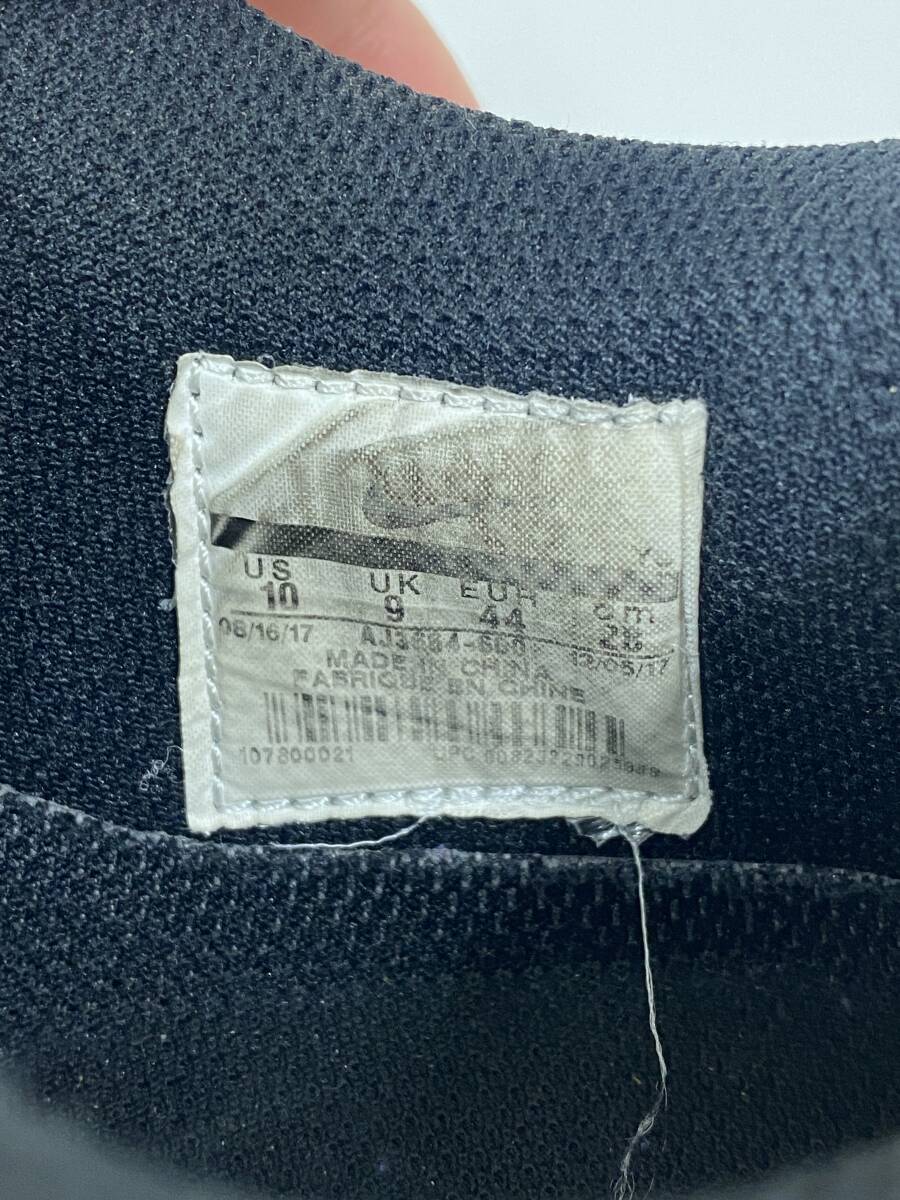 US UK EUR cm
10 9 44 28
08/16/17 12/05/17
MADE IN CHINA
FABRIQUE EN CHINE
107800021 UPC